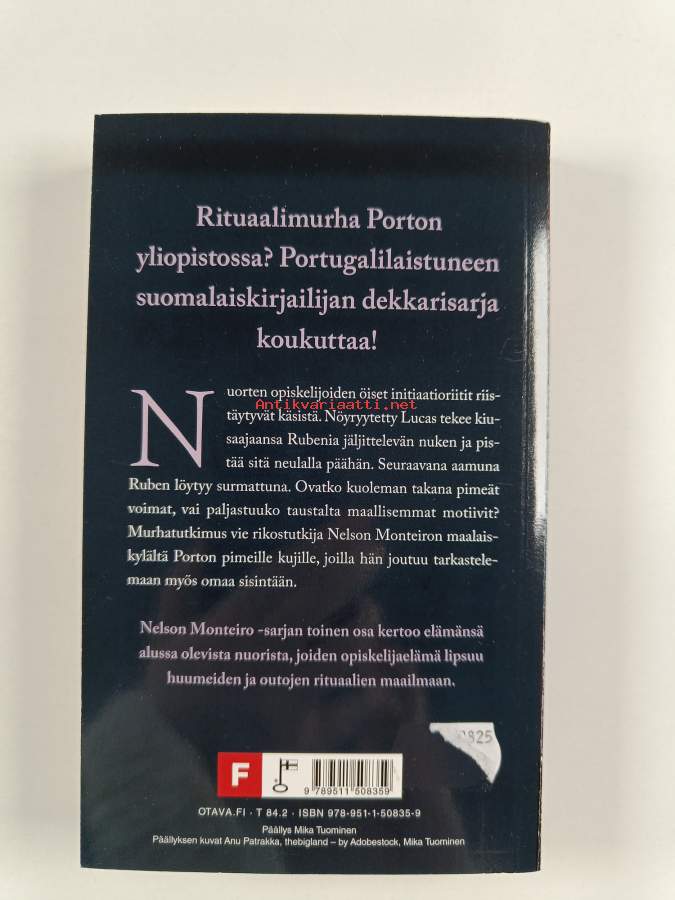 Rituaalimurha Porton
yliopistossa? Portugalilaistuneen
suomalaiskirjailijan dekkarisarja
koukuttaa!
Nuorten opiskelijoiden öiset initiaatioriitit riis-
Antikvariaatti.net
täytyvät käsistä. Nöyryytetty Lucas tekee kiu-
saajaansa Rubenia jäljittelevän nuken ja pis-
tää sitä neulalla päähän. Seuraavana aamuna
Ruben löytyy surmattuna. Ovatko kuoleman takana pimeät
voimat, vai paljastuuko taustalta maallisemmat motiivit?
Murhatutkimus vie rikostutkija Nelson Monteiron maalais-
kylältä Porton pimeille kujille, joilla hän joutuu tarkastele-
maan myös omaa sisintään.
Nelson Monteiro -sarjan toinen osa kertoo elämänsä
alussa olevista nuorista, joiden opiskelijaelämä lipsuu
huumeiden ja outojen rituaalien maailmaan.
F
9 789511 508359
OTAVA.FI · T 84.2 · ISBN 978-951-1-50835-9
Päällys Mika Tuominen
Päällyksen kuvat Anu Patrakka, thebigland – by Adobestock, Mika Tuominen